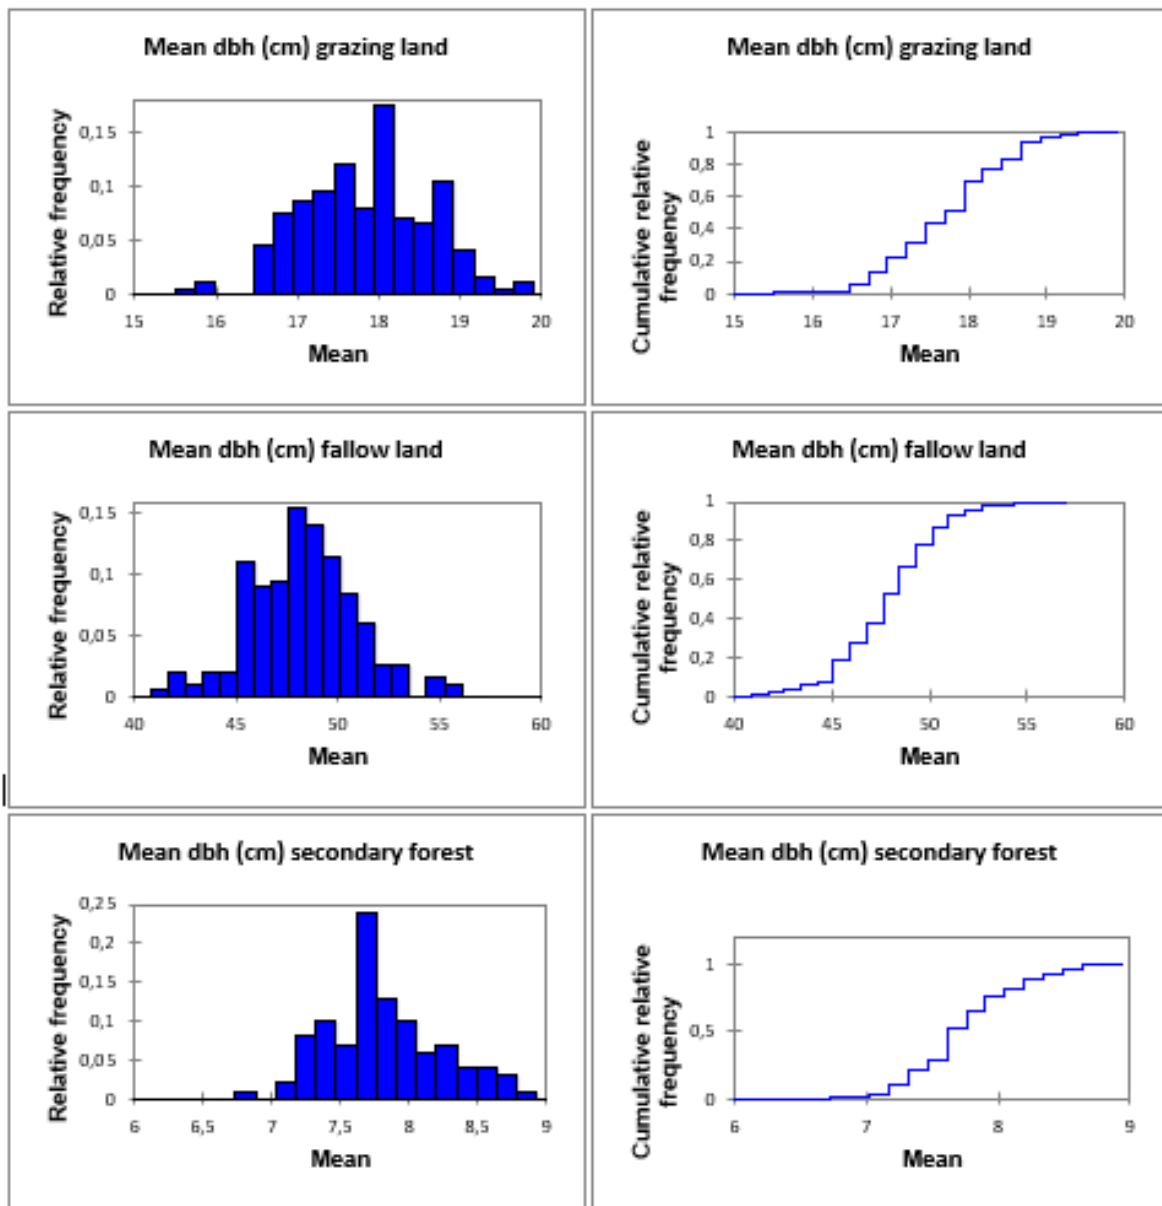 Mean dbh (cm) grazing land
Relative frequency
0,15
0,1
0,05
0
15 16 17 18 19 20
Mean
Mean dbh (cm) grazing land
Cumulative relative
frequency
1
0,8
0,6
0,4
0,2
0
15 16 17 18 19 20
Mean
Mean dbh (cm) fallow land
Relative frequency
0,15
0,1
0,05
0
40 45 50 55 60
Mean
Mean dbh (cm) fallow land
Cumulative relative
frequency
1
0,8
0,6
0,4
0,2
0
40 45 50 55 60
Mean
Mean dbh (cm) secondary forest
Relative frequency
0,25
0,2
0,15
0,1
0,05
0
6 6,5 7 7,5 8 8,5 9
Mean
Mean dbh (cm) secondary forest
Cumulative relative
frequency
1
0,5
0
6 7 8 9
Mean